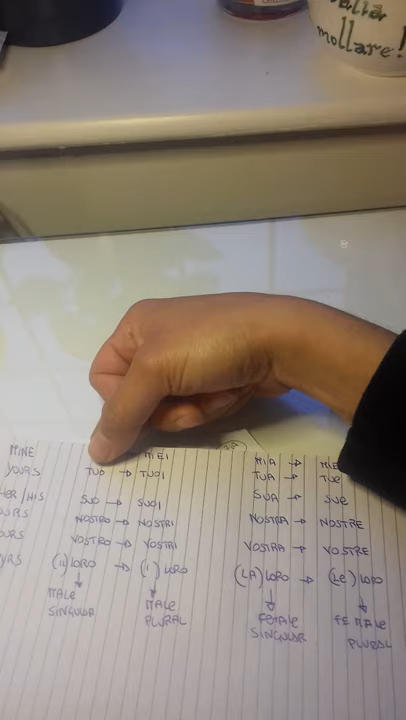 mollare!
MINE MIEI MIA →
YOURS TUO → TUOI TUA → TUE
HER/HIS SUO → SUOI SUA → SUE
OURS NOSTRO → NOSTRI NOSTRA → NOSTRE
OURS VOSTRO → VOSTRI VOSTRA → VOSTRE
(IL) LORO → (I) LORO (LA) LORO → (LE) LORO
MALE SINGULAR MALE PLURAL FEMALE SINGULAR FEMALE PLURAL